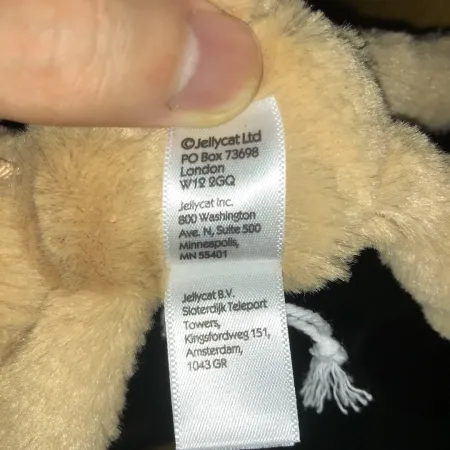 ©Jellycat Ltd
PO Box 73698
London
W12 2GQ
Jellycat Inc.
800 Washington
Ave. N, Suite 500
Minneapolis,
MN 55401
Jellycat B.V.
Sloterdijk Teleport
Towers,
Kingsfordweg 151,
Amsterdam,
1043 GR